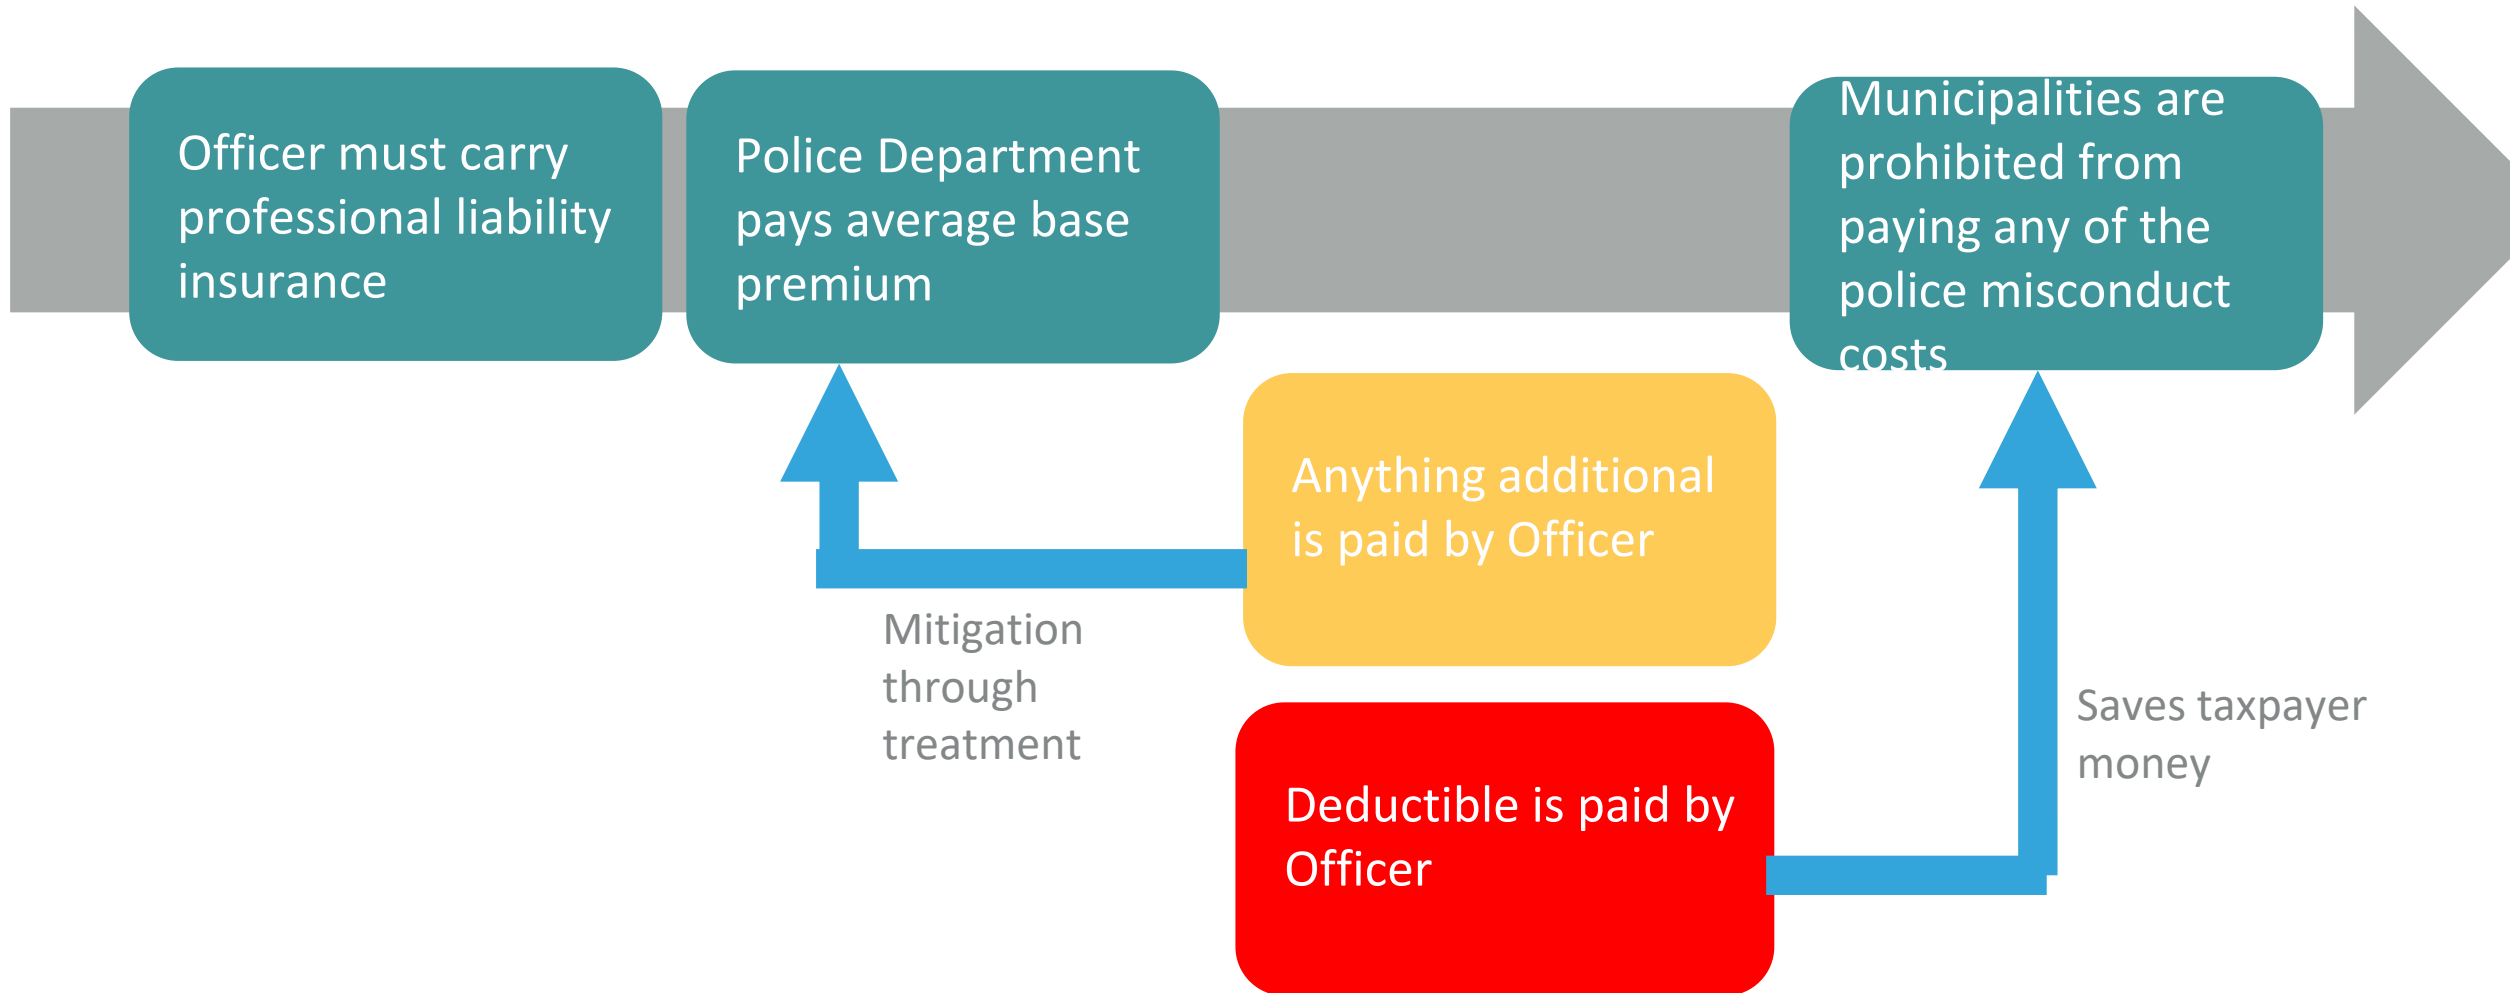 Officer must carry
professional liability
insurance
Police Department
pays average base
premium
Municipalities are
prohibited from
paying any of the
police misconduct
costs
Anything additional
is paid by Officer
Mitigation
through
treatment
Deductible is paid by
Officer
Saves taxpayer
money